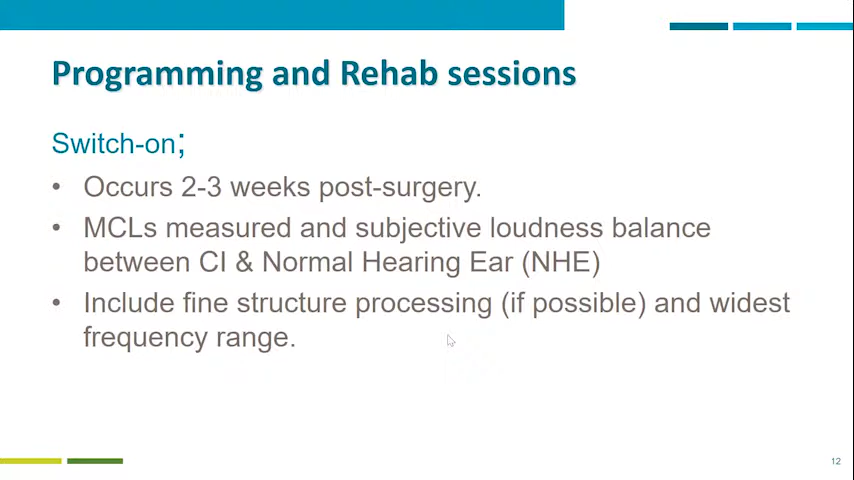 Programming and Rehab sessions
Switch-on;
• Occurs 2-3 weeks post-surgery.
• MCLs measured and subjective loudness balance
between CI & Normal Hearing Ear (NHE)
• Include fine structure processing (if possible) and widest
frequency range.
12